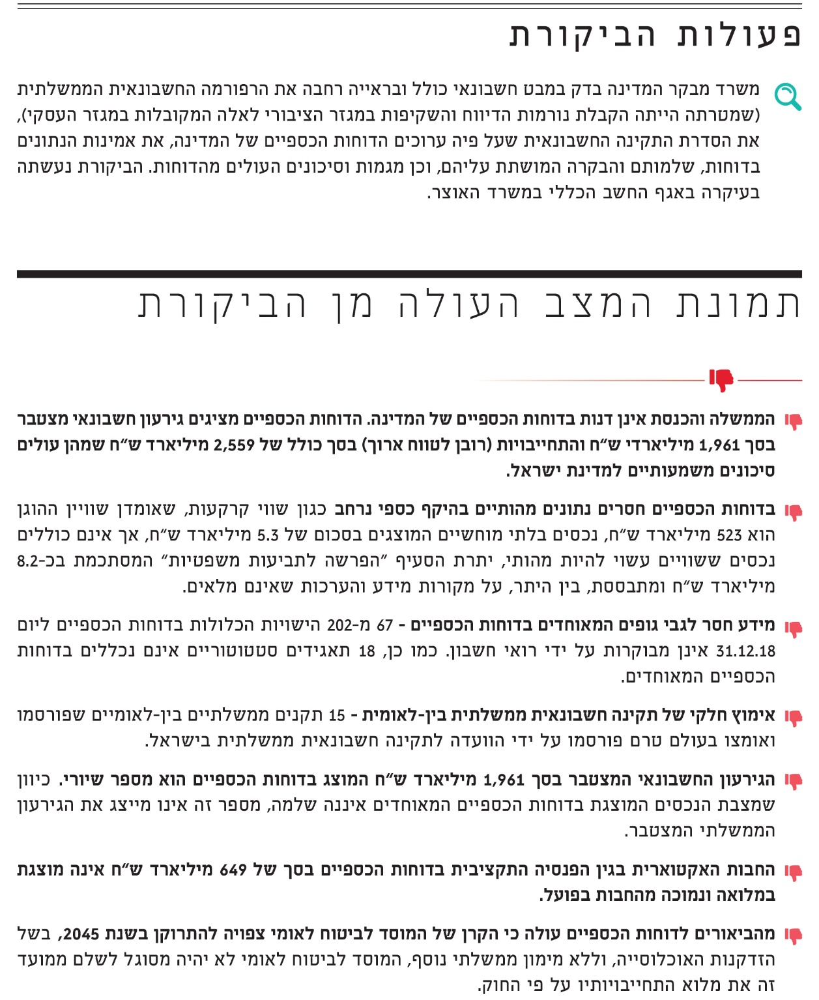 פעולות הביקורת
משרד מבקר המדינה בדק במבט חשבונאי כולל ובראייה רחבה את הרפורמה החשבונאית הממשלתית
(שמטרתה הייתה הקבלת נורמות הדיווח והשקיפות במגזר הציבורי לאלה המקובלות במגזר העסקי),
את הסדרת התקינה החשבונאית שעל פיה ערוכים הדוחות הכספיים של המדינה, את אמינות הנתונים
בדוחות, שלמותם והבקרה המושתת עליהם, וכן מגמות וסיכונים העולים מהדוחות. הביקורת נעשתה
בעיקרה באגף החשב הכללי במשרד האוצר.
תמונת המצב העולה מן הביקורת
הממשלה והכנסת אינן דנות בדוחות הכספיים של המדינה. הדוחות הכספיים מציגים גירעון חשבונאי מצטבר
בסך 1,961 מיליארדי ש"ח והתחייבויות (רובן לטווח ארוך) בסך כולל של 2,559 מיליארד ש"ח שמהן עולים
סיכונים משמעותיים למדינת ישראל.
בדוחות הכספיים חסרים נתונים מהותיים בהיקף כספי נרחב כגון שווי קרקעות, שאומדן שוויין ההוגן
הוא 523 מיליארד ש"ח, נכסים בלתי מוחשיים המוצגים בסכום של 5.3 מיליארד ש"ח, אך אינם כוללים
נכסים ששוויים עשוי להיות מהותי, יתרת הסעיף "הפרשה לתביעות משפטיות" המסתכמת בכ-8.2
מיליארד ש"ח ומתבססת, בין היתר, על מקורות מידע והערכות שאינם מלאים.
מידע חסר לגבי גופים המאוחדים בדוחות הכספיים - 67 מ-202 הישויות הכלולות בדוחות הכספיים ליום
31.12.18 אינן מבוקרות על ידי רואי חשבון. כמו כן, 18 תאגידים סטטוטוריים אינם נכללים בדוחות
הכספיים המאוחדים.
אימוץ חלקי של תקינה חשבונאית ממשלתית בין-לאומית - 15 תקנים ממשלתיים בין-לאומיים שפורסמו
ואומצו בעולם טרם פורסמו על ידי הוועדה לתקינה חשבונאית ממשלתית בישראל.
הגירעון החשבונאי המצטבר בסך 1,961 מיליארד ש"ח המוצג בדוחות הכספיים הוא מספר שיורי. כיוון
שמצבת הנכסים המוצגת בדוחות הכספיים המאוחדים איננה שלמה, מספר זה אינו מייצג את הגירעון
הממשלתי המצטבר.
החבות האקטוארית בגין הפנסיה התקציבית בדוחות הכספיים בסך של 649 מיליארד ש"ח אינה מוצגת
במלואה ונמוכה מהחבות בפועל.
מהביאורים לדוחות הכספיים עולה כי הקרן של המוסד לביטוח לאומי צפויה להתרוקן בשנת 2045, בשל
הזדקנות האוכלוסייה, וללא מימון ממשלתי נוסף, המוסד לביטוח לאומי לא יהיה מסוגל לשלם ממועד
זה את מלוא התחייבויותיו על פי החוק.